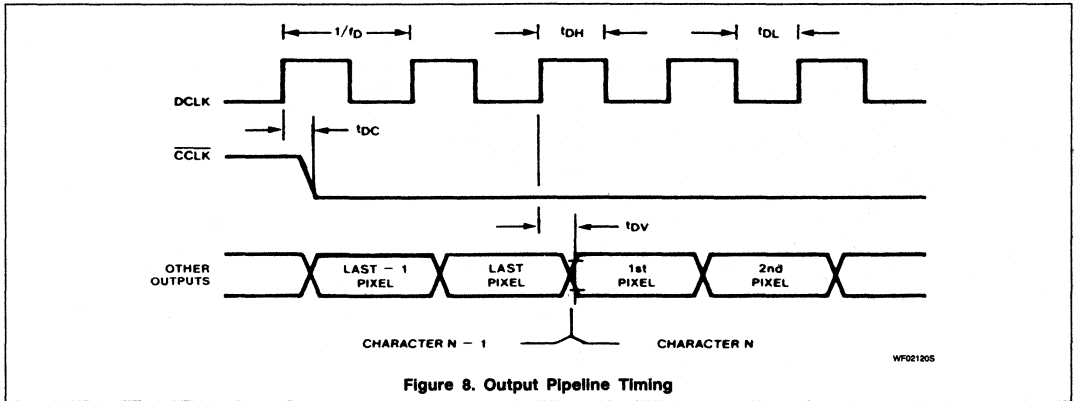 1/fD
tDH
tDL
DCLK
tDC
CCLK
tDV
OTHER
OUTPUTS
LAST – 1
PIXEL
LAST
PIXEL
1st
PIXEL
2nd
PIXEL
CHARACTER N – 1
CHARACTER N
WF02120S
Figure 8. Output Pipeline Timing